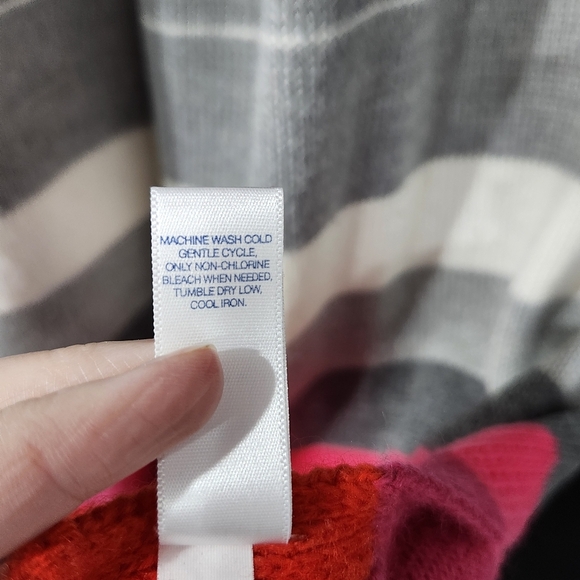 MACHINE WASH COLD
GENTLE CYCLE,
ONLY NON-CHLORINE
BLEACH WHEN NEEDED,
TUMBLE DRY LOW,
COOL IRON.